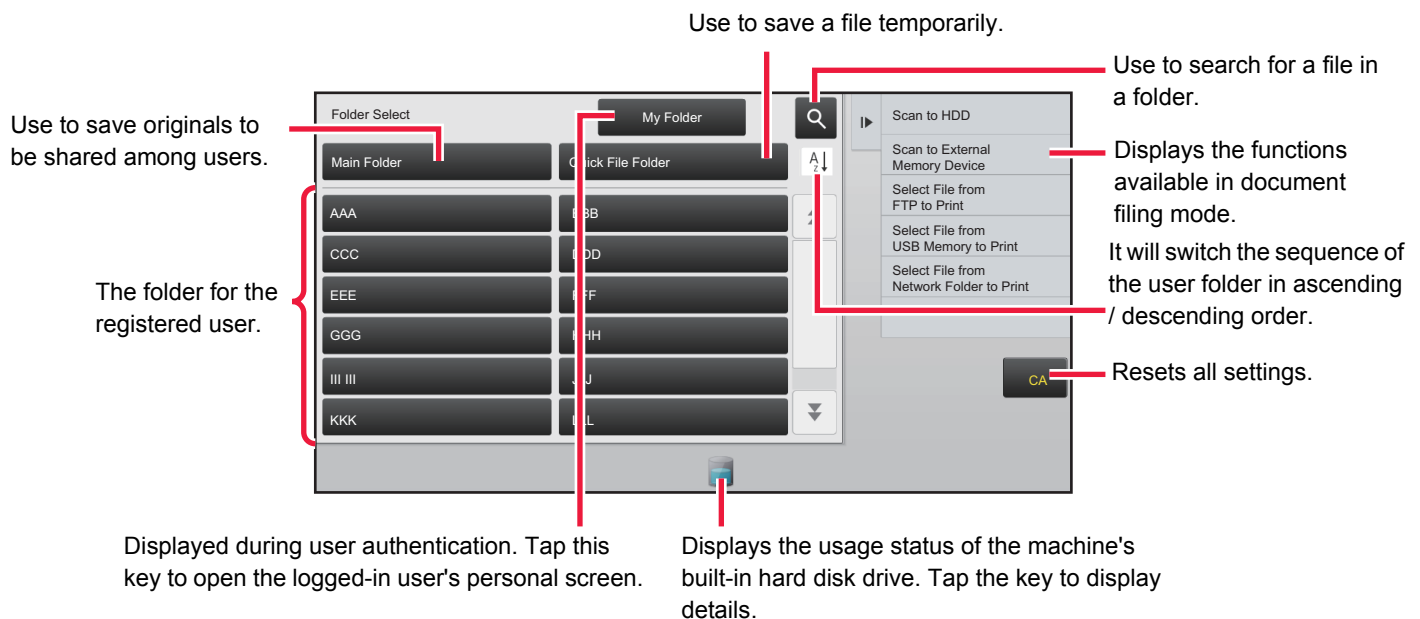 Use to save a file temporarily.
Use to search for a file in
a folder.
Use to save originals to
be shared among users.
Folder Select
My Folder
Scan to HDD
Main Folder
Quick File Folder
A
z
Scan to External
Memory Device
Displays the functions
available in document
filing mode.
Select File from
FTP to Print
AAA
Select File from
USB Memory to Print
It will switch the sequence of
the user folder in ascending
/ descending order.
CCC
Select File from
Network Folder to Print
The folder for the
registered user.
EEE
GGG
III III
CA
Resets all settings.
KKK
Displayed during user authentication. Tap this
key to open the logged-in user's personal screen.
Displays the usage status of the machine's
built-in hard disk drive. Tap the key to display
details.